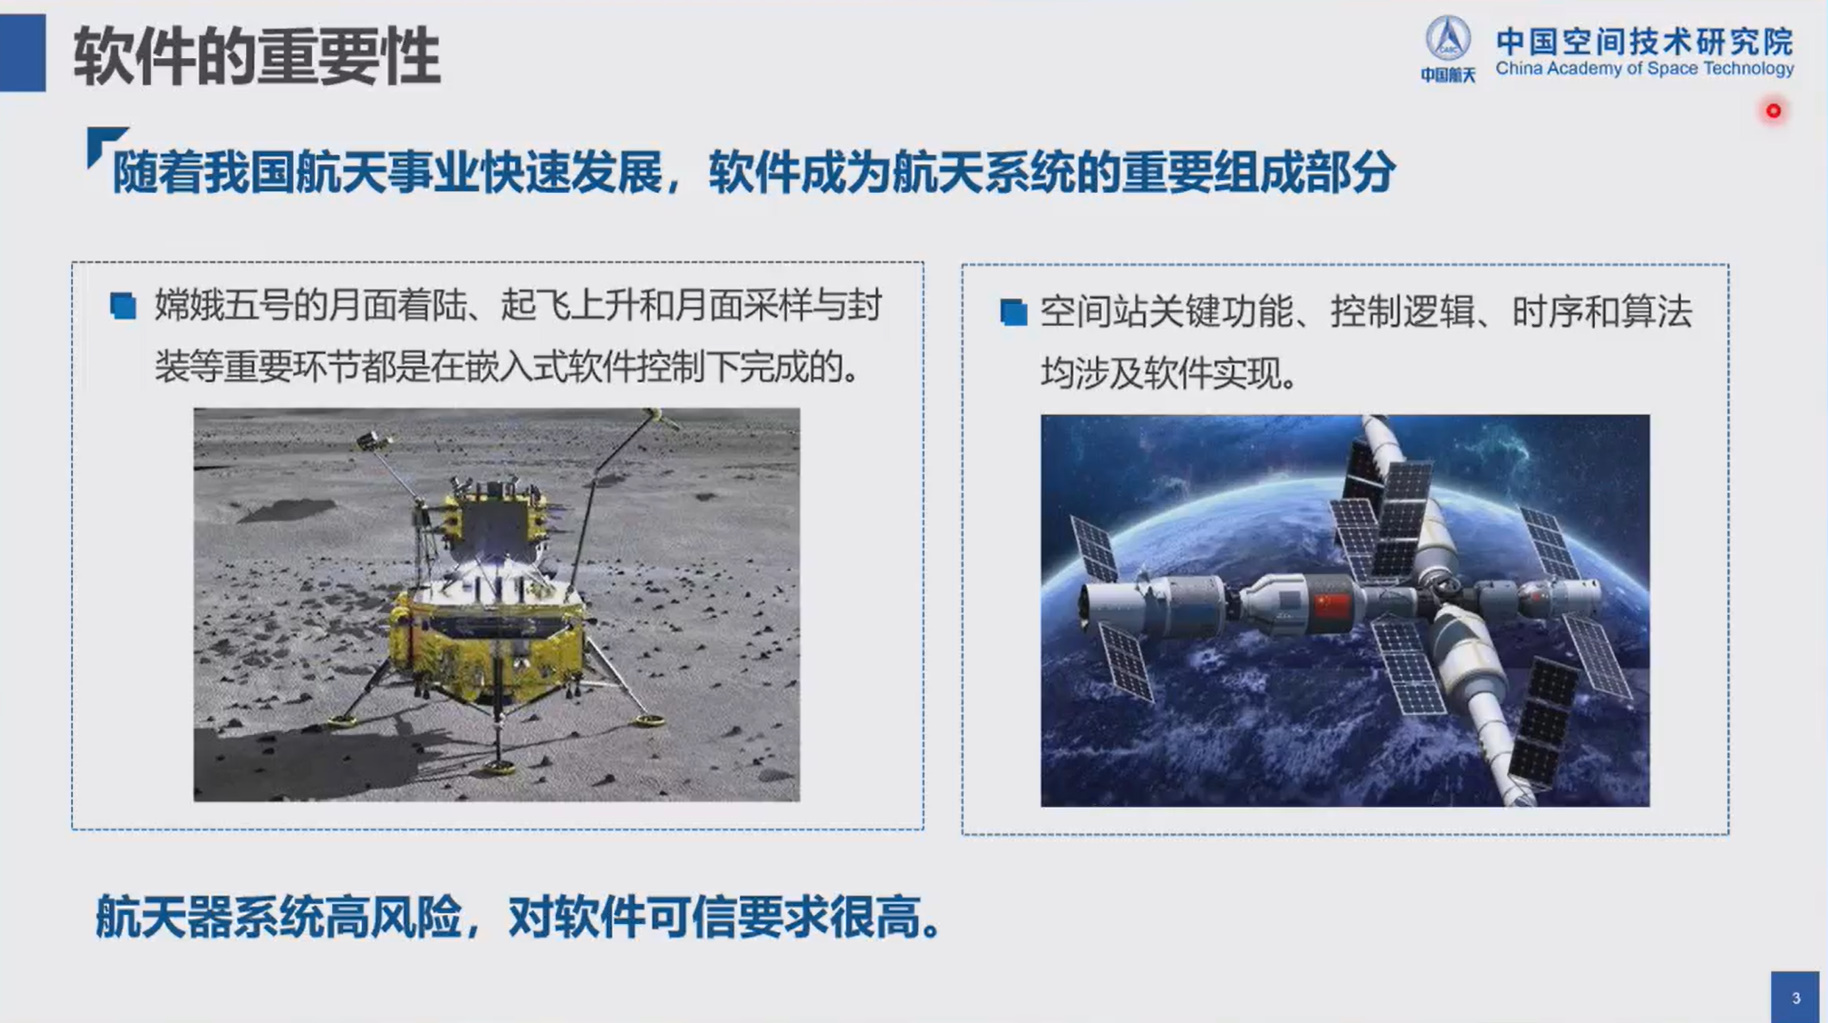 软件的重要性
中国航天
中国空间技术研究院
China Academy of Space Technology
随着我国航天事业快速发展，软件成为航天系统的重要组成部分
嫦娥五号的月面着陆、起飞上升和月面采样与封
装等重要环节都是在嵌入式软件控制下完成的。
空间站关键功能、控制逻辑、时序和算法
均涉及软件实现。
航天器系统高风险，对软件可信要求很高。
3